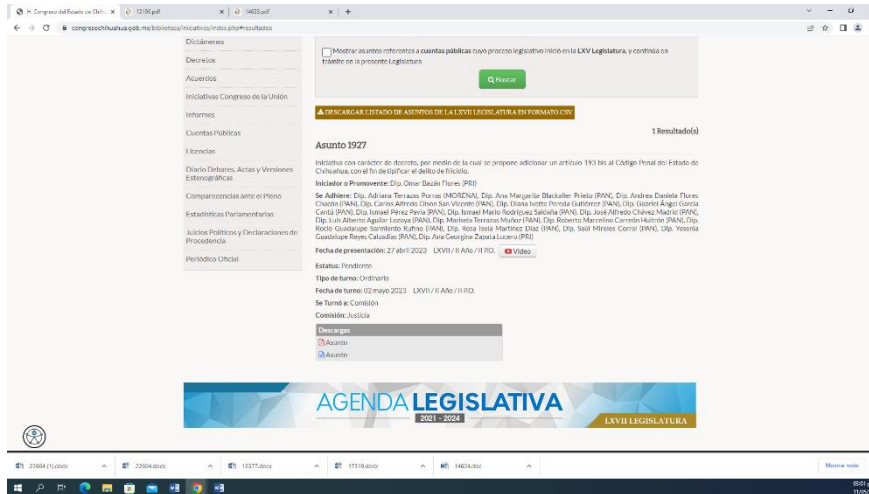 H. Congreso del Estado de Chih
12106.pdf
14623.pdf
congresochihuahua.gob.mx/biblioteca/iniciativas/index.php#resultados
Dictámenes
Decretos
Acuerdos
Iniciativas Congreso de la Unión
Informes
Cuentas Públicas
Licencias
Diario Debates, Actas y Versiones
Estenográficas
Comparecencias ante el Pleno
Estadísticas Parlamentarias
Juicios Políticos y Declaraciones de
Procedencia
Periódico Oficial
Mostrar asuntos referentes a cuentas públicas cuyo proceso legislativo inició en la LXV Legislatura, y continúa en
trámite en la presente Legislatura
Buscar
DESCARGAR LISTADO DE ASUNTOS DE LA LXVII LEGISLATURA EN FORMATO CSV
1 Resultado(s)
Asunto 1927
Iniciativa con carácter de decreto, por medio de la cual se propone adicionar un artículo 193 bis al Código Penal del Estado de
Chihuahua, con el fin de tipificar el delito de filicidio.
Iniciador o Promovente: Dip. Omar Bazán Flores (PRI)
Se Adhiere: Dip. Adriana Terrazas Porras (MORENA), Dip. Ana Margarita Blackaller Prieto (PAN), Dip. Andrea Daniela Flores
Chacón (PAN), Dip. Carlos Alfredo Olson San Vicente (PAN), Dip. Diana Ivette Pereda Gutiérrez (PAN), Dip. Gabriel Ángel García
Cantú (PAN), Dip. Ismael Pérez Pavía (PAN), Dip. Ismael Mario Rodríguez Saldaña (PAN), Dip. José Alfredo Chávez Madrid (PAN),
Dip. Luis Alberto Aguilar Lozoya (PAN), Dip. Marisela Terrazas Muñoz (PAN), Dip. Roberto Marcelino Carreón Huitrón (PAN), Dip.
Rocio Guadalupe Sarmiento Rufino (PAN), Dip. Rosa Isela Martínez Díaz (PAN), Dip. Saúl Mireles Corral (PAN), Dip. Yesenia
Guadalupe Reyes Calzadías (PAN), Dip. Ana Georgina Zapata Lucero (PRI)
Fecha de presentación: 27 abril 2023 LXVII / II Año / II P.O. Video
Estatus: Pendiente
Tipo de turno: Ordinario
Fecha de turno: 02 mayo 2023 LXVII / II Año / II P.O.
Se Turnó a: Comisión
Comisión: Justicia
Descargas
Asunto
Asunto
AGENDA LEGISLATIVA
2021 - 2024
LXVII LEGISLATURA
22604 (1).docx
22604.docx
17319.docx
14624.doc
Mostrar todo